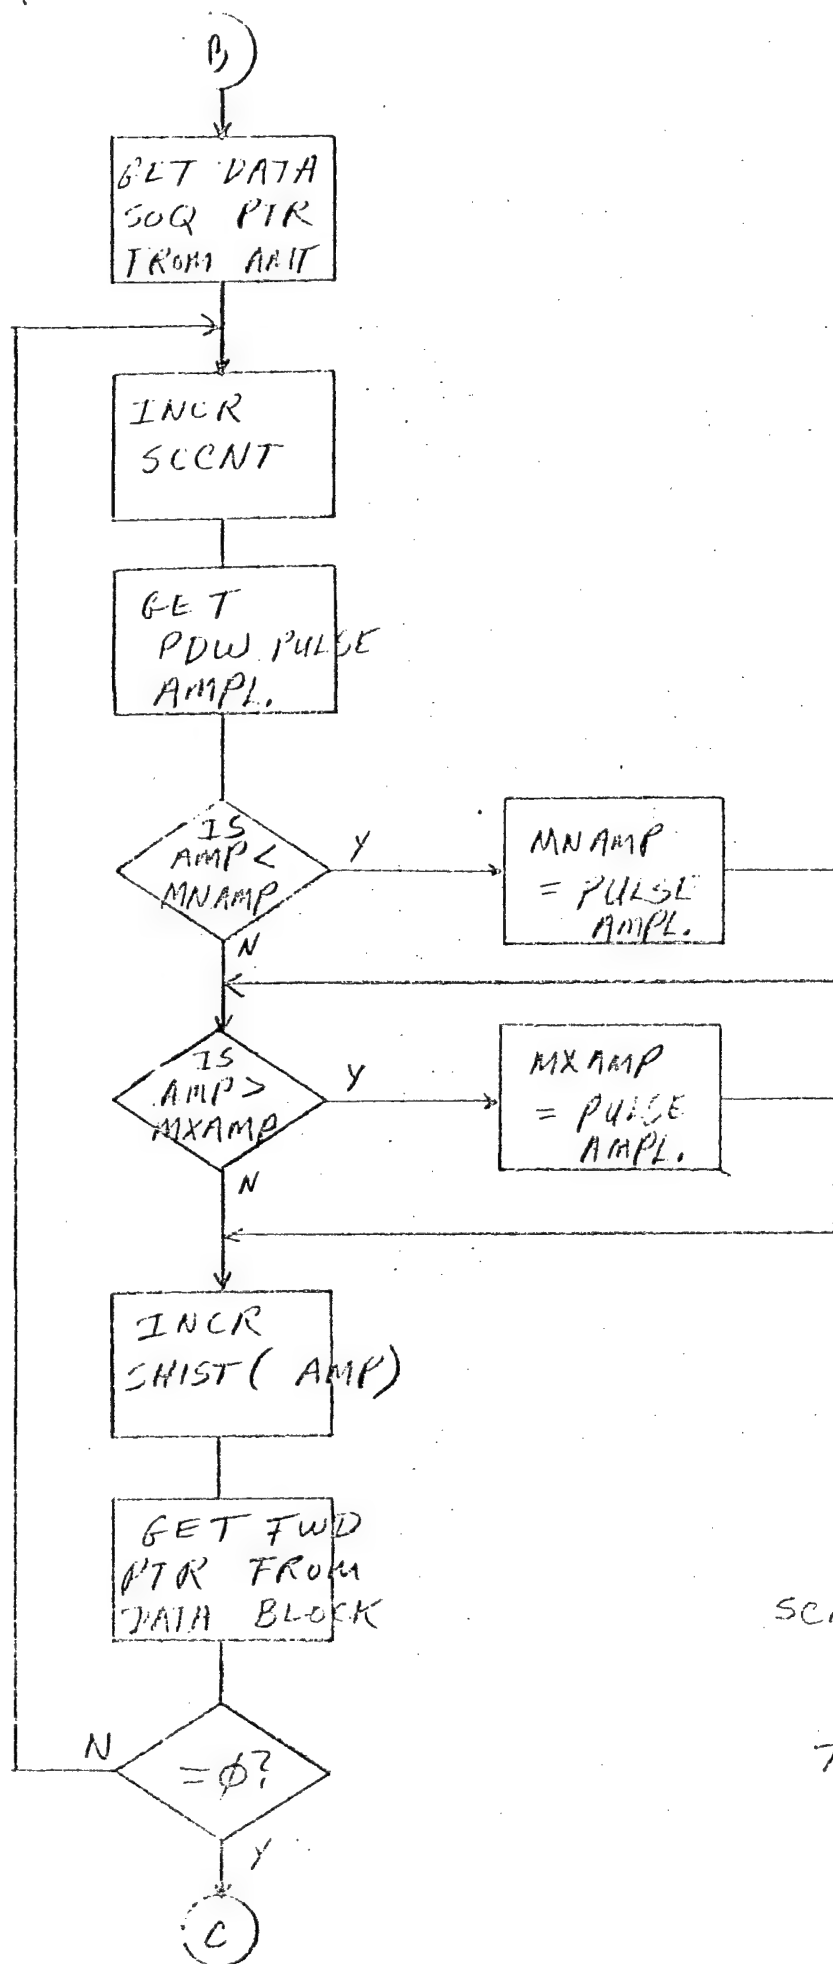 B
GET DATA
SOQ PTR
FROM
INCR
SCCNT
GET
PDW PULSE
AMPL.
IS
AMP <
MNAMP
Y
N
MNAMP
= PULSE
AMPL.
IS
AMP >
MXAMP
Y
N
MXAMP
= PULSE
AMPL.
INCR
SHIST ( AMP )
GET FWD
PTR FROM
DATA BLOCK
= φ?
N
Y
C